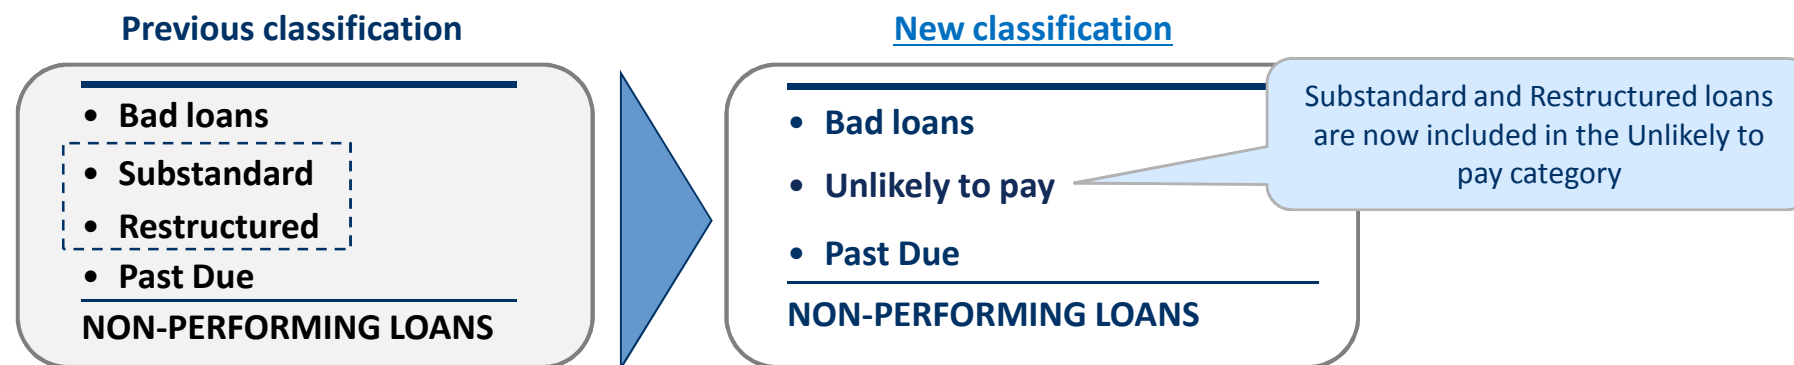 Previous classification
• Bad loans
• Substandard
• Restructured
• Past Due
NON-PERFORMING LOANS
New classification
• Bad loans
• Unlikely to pay
• Past Due
NON-PERFORMING LOANS
Substandard and Restructured loans
are now included in the Unlikely to
pay category